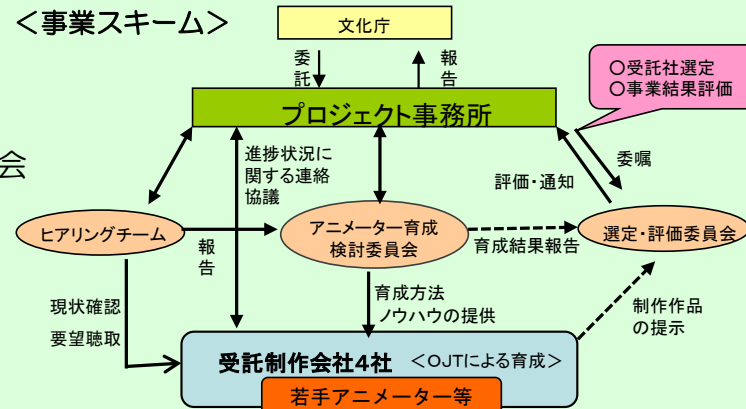 ＜事業スキーム＞
文化庁
委託
報告
○受託社選定
○事業結果評価
プロジェクト事務所
会
進捗状況に
関する連絡
協議
評価・通知
委嘱
ヒアリングチーム
報告
アニメーター育成
検討委員会
育成結果報告
選定・評価委員会
現状確認
要望聴取
育成方法
ノウハウの提供
制作作品
の提示
受託制作会社4社 ＜OJTによる育成＞
若手アニメーター等